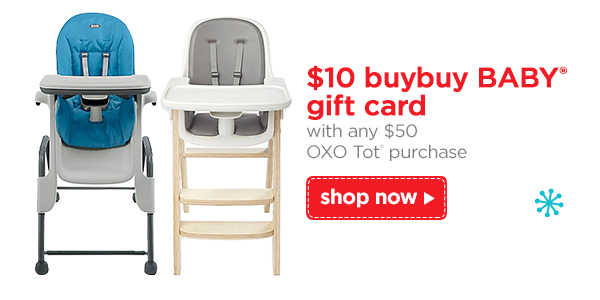 $10 buybuy BABY®
gift card
with any $50
OXO Tot® purchase
shop now